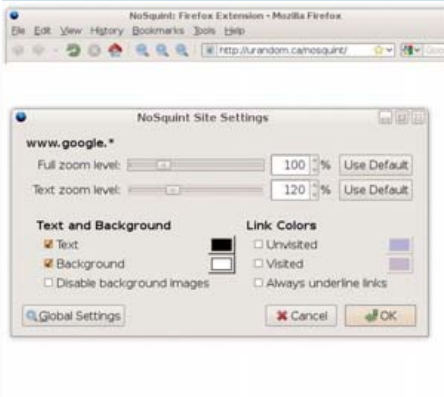 NoSquint: Firefox Extension - Mozilla Firefox
File Edit View History Bookmarks Tools Help
http://urandom.ca/nosquint/
NoSquint Site Settings
www.google.*
Full zoom level: 100 % Use Default
Text zoom level: 120 % Use Default
Text and Background Link Colors
Text Unvisited
Background Visited
Disable background images Always underline links
Global Settings Cancel OK